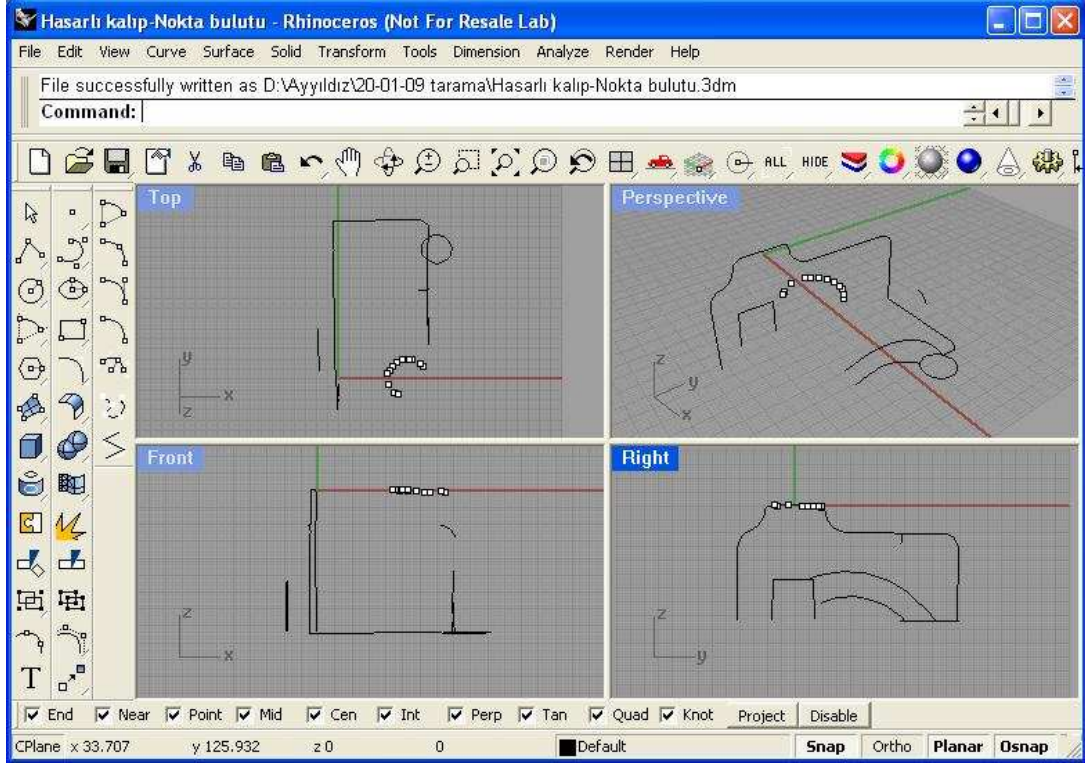 Hasarlı kalıp-Nokta bulutu - Rhinoceros (Not For Resale Lab)
File Edit View Curve Surface Solid Transform Tools Dimension Analyze Render Help
File successfully written as D:\Ayyıldız\20-01-09 tarama\Hasarlı kalıp-Nokta bulutu.3dm
Command:
ALL HIDE
Top
y
x
z
Perspective
z
y
x
Front
z
x
Right
z
y
T
End Near Point Mid Cen Int Perp Tan Quad Knot Project Disable
CPlane x 33.707 y 125.932 z 0 0 Default Snap Ortho Planar Osnap